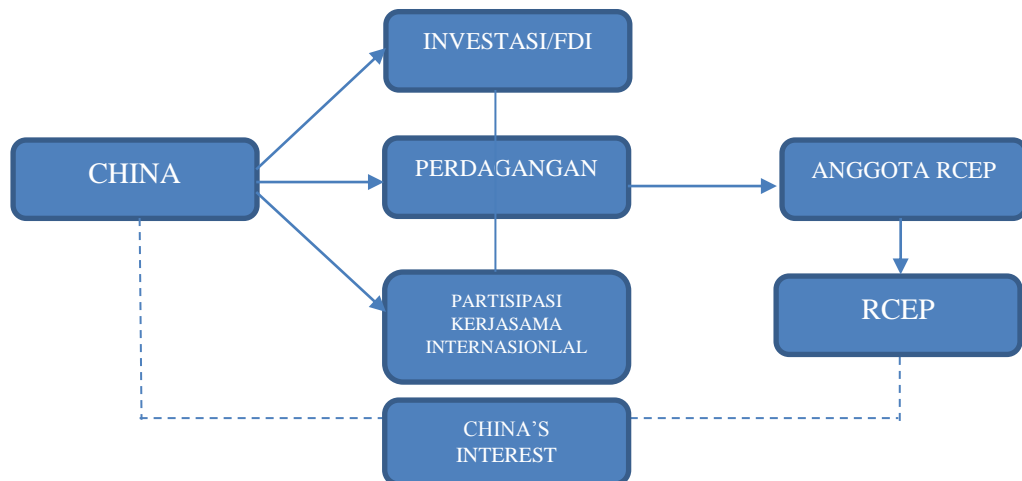 INVESTASI/FDI
CHINA
PERDAGANGAN
ANGGOTA RCEP
PARTISIPASI
KERJASAMA
INTERNASIONLAL
RCEP
CHINA’S
INTEREST